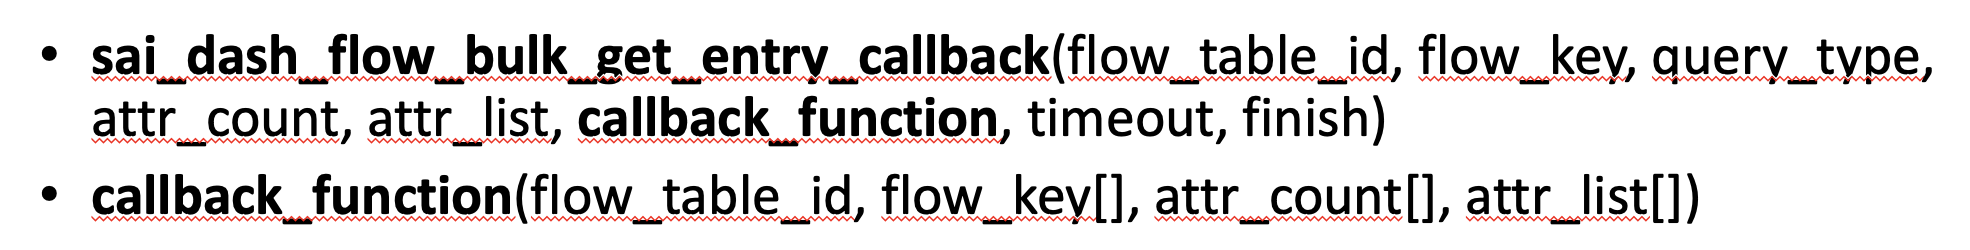 • sai_dash_flow_bulk_get_entry_callback(flow_table_id, flow_key, query_type,
attr_count, attr_list, callback_function, timeout, finish)
• callback_function(flow_table_id, flow_key[], attr_count[], attr_list[])